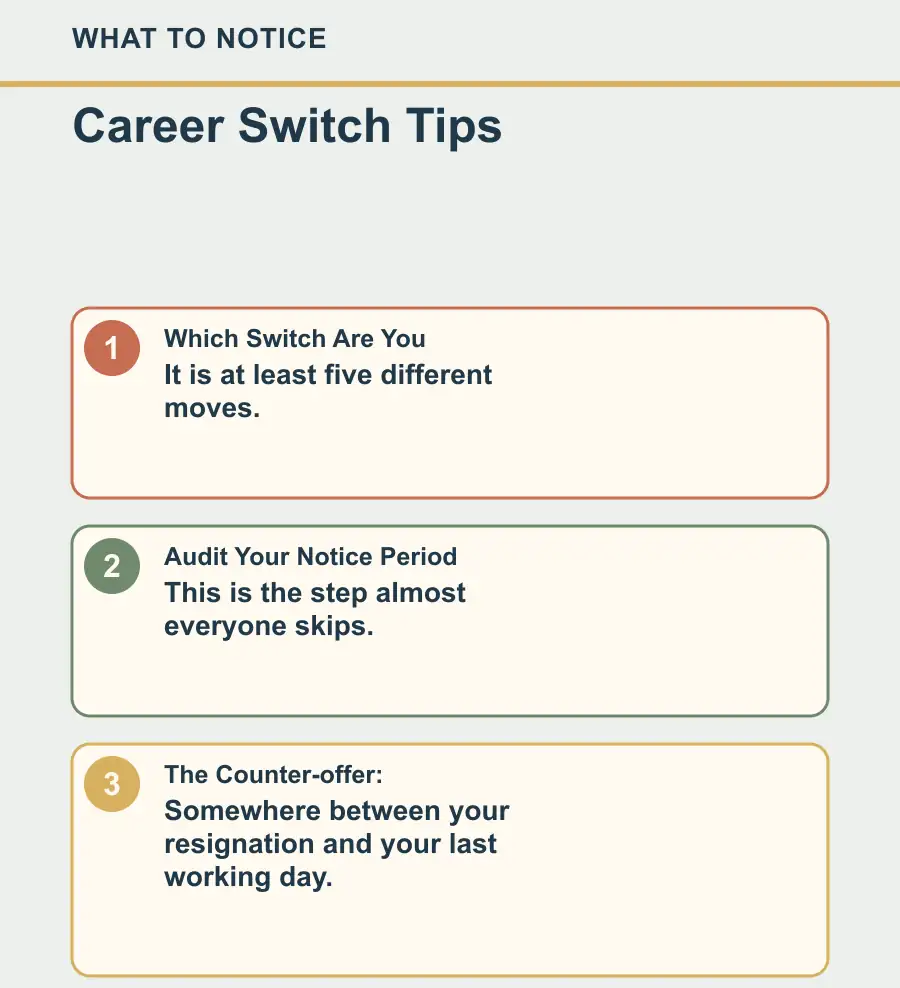 WHAT TO NOTICE
Career Switch Tips
1
Which Switch Are You
It is at least five different
moves.
2
Audit Your Notice Period
This is the step almost
everyone skips.
3
The Counter-offer:
Somewhere between your
resignation and your last
working day.